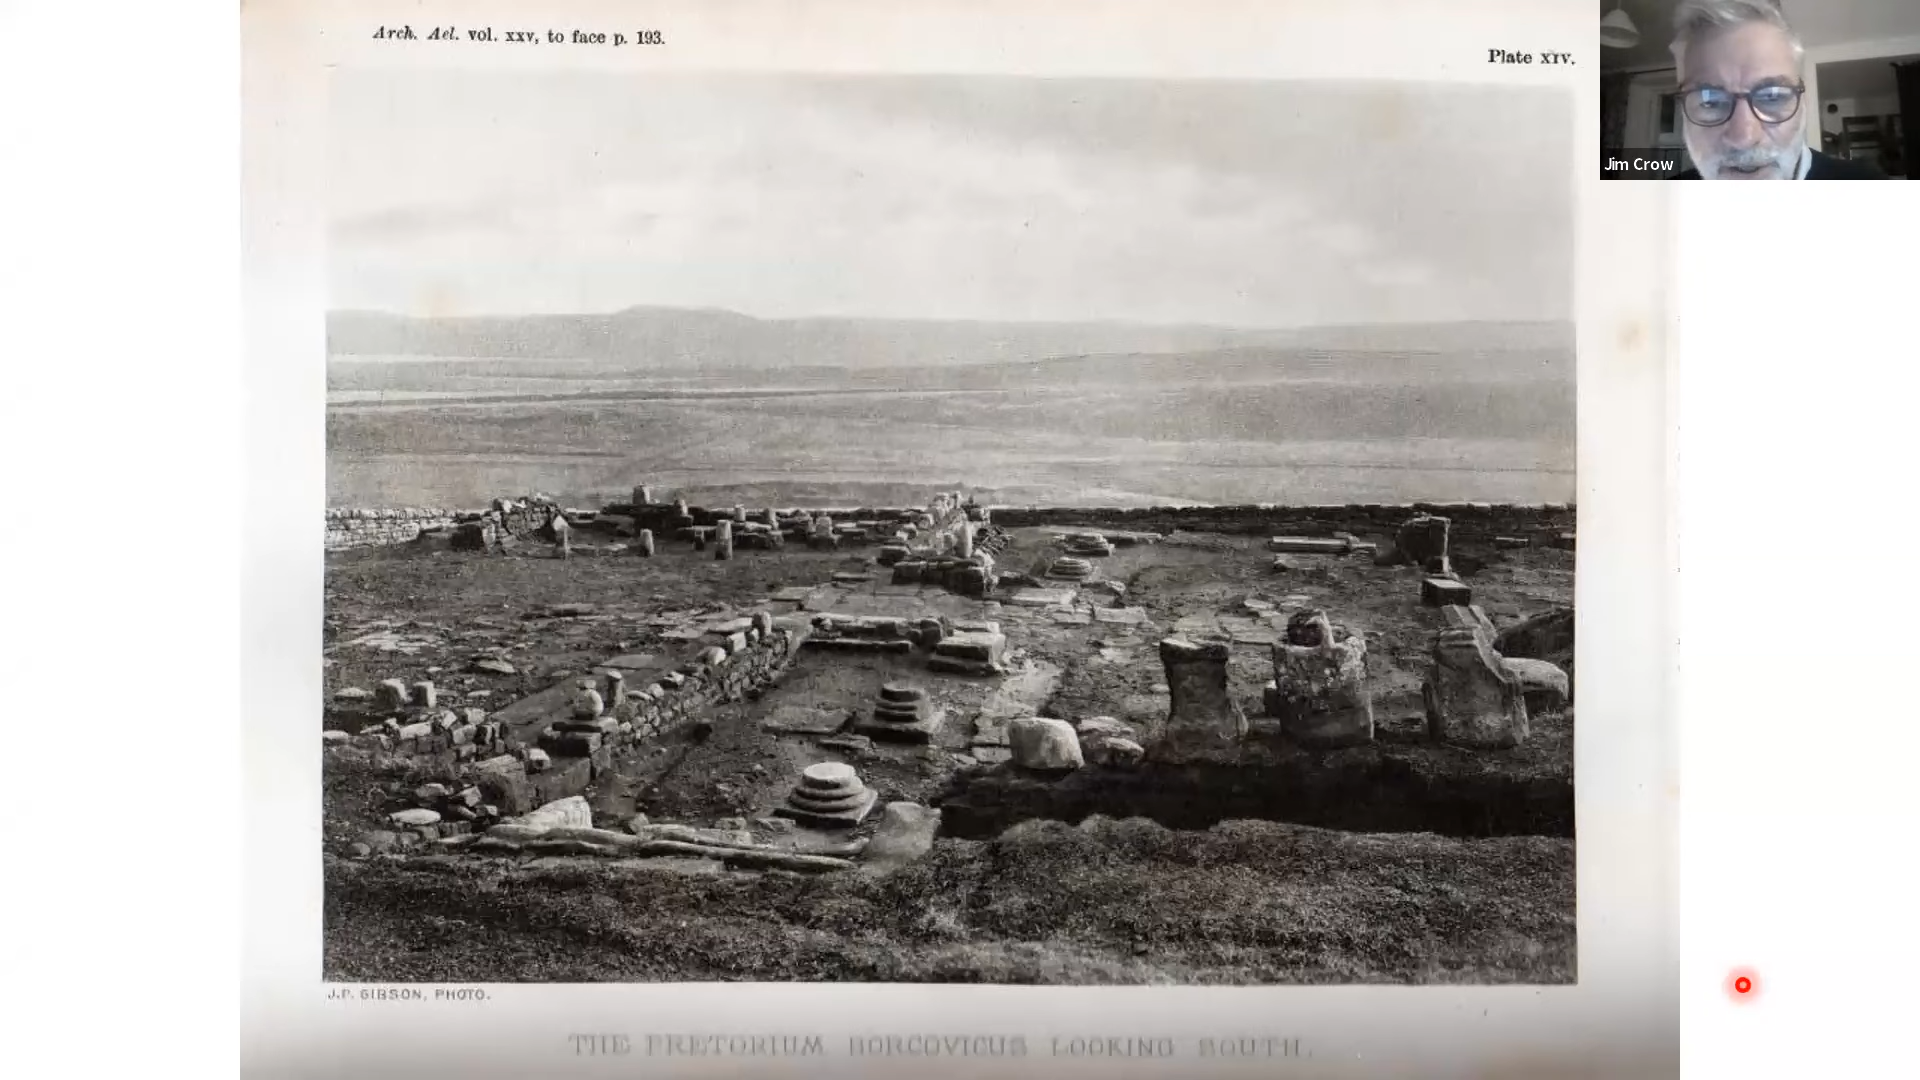 Arch. Ael. vol. xxv, to face p. 193.
Plate XIV.
Jim Crow
J.P. GIBSON, PHOTO.
THE PRETORIUM BORCOVICUS LOOKING SOUTH.